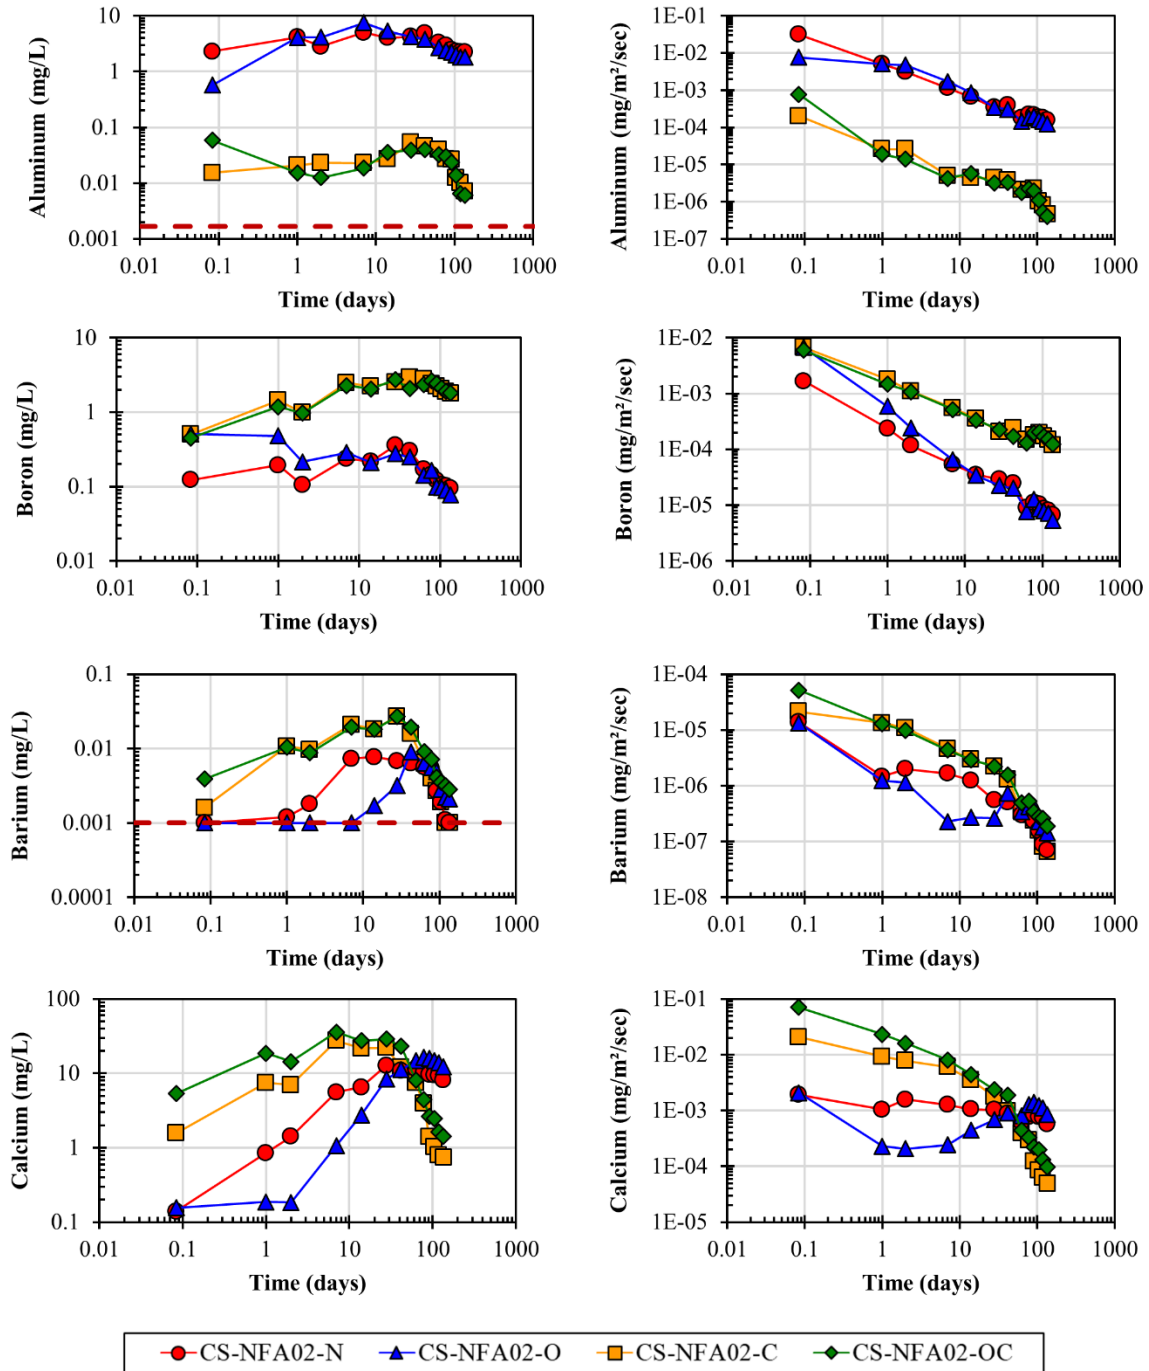 Aluminum (mg/L)
10
1
0.1
0.01
0.001
0.01 0.1 1 10 100 1000
Time (days)
Aluminum (mg/m²/sec)
1E-01
1E-02
1E-03
1E-04
1E-05
1E-06
1E-07
0.01 0.1 1 10 100 1000
Time (days)
Boron (mg/L)
10
1
0.1
0.01
0.01 0.1 1 10 100 1000
Time (days)
Boron (mg/m²/sec)
1E-02
1E-03
1E-04
1E-05
1E-06
0.01 0.1 1 10 100 1000
Time (days)
Barium (mg/L)
0.1
0.01
0.001
0.0001
0.01 0.1 1 10 100 1000
Time (days)
Barium (mg/m²/sec)
1E-04
1E-05
1E-06
1E-07
1E-08
0.01 0.1 1 10 100 1000
Time (days)
Calcium (mg/L)
100
10
1
0.1
0.01 0.1 1 10 100 1000
Time (days)
Calcium (mg/m²/sec)
1E-01
1E-02
1E-03
1E-04
1E-05
0.01 0.1 1 10 100 1000
Time (days)
CS-NFA02-N CS-NFA02-O CS-NFA02-C CS-NFA02-OC